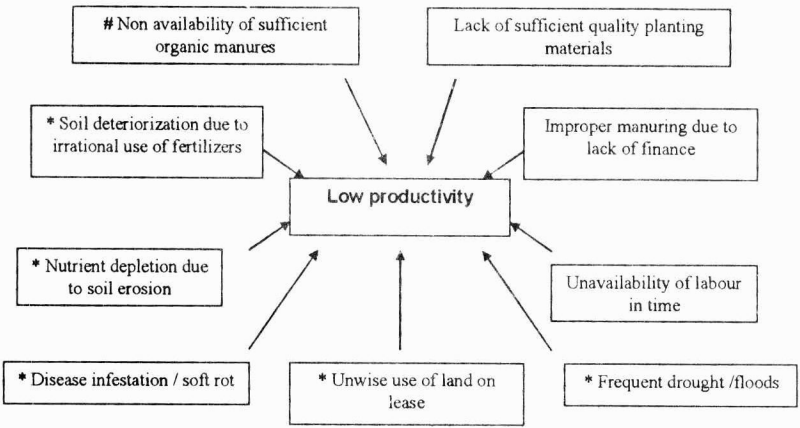 # Non availability of sufficient
organic manures
Lack of sufficient quality planting
materials
* Soil deteriorization due to
irrational use of fertilizers
Improper manuring due to
lack of finance
Low productivity
* Nutrient depletion due
to soil erosion
Unavailability of labour
in time
* Disease infestation / soft rot
* Unwise use of land on
lease
* Frequent drought /floods